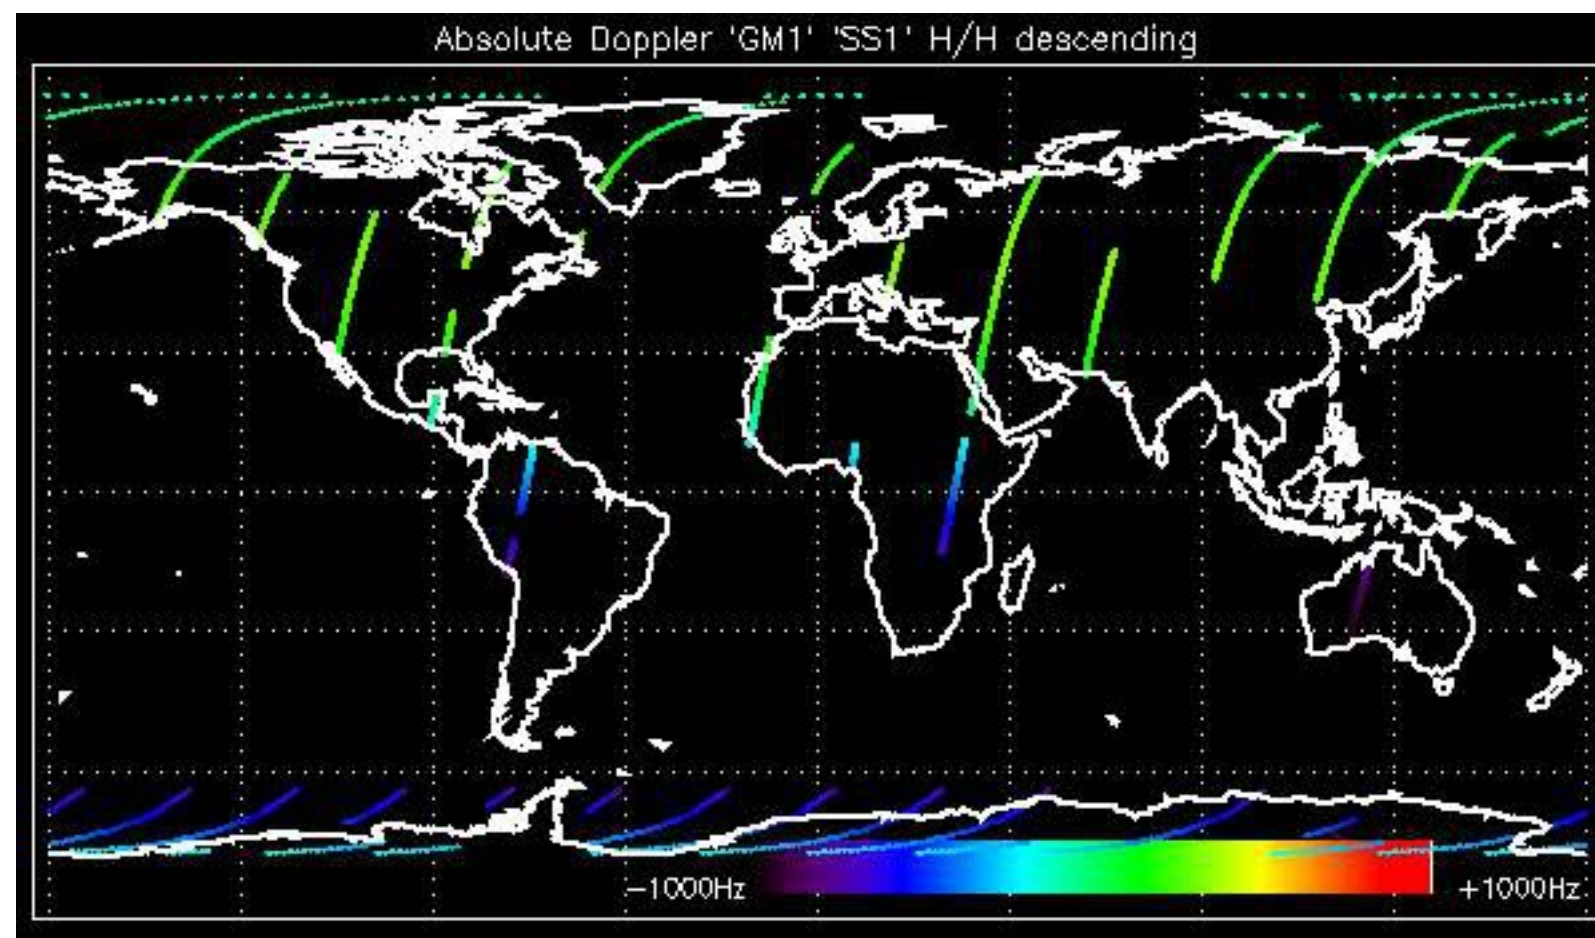 Absolute Doppler 'GM1' 'SS1' H/H descending
−1000Hz
+1000Hz